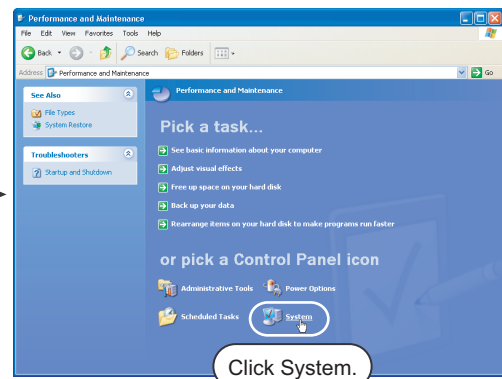 Performance and Maintenance
File Edit View Favorites Tools Help
Back Search Folders
Address Performance and Maintenance Go
See Also
File Types
System Restore
Troubleshooters
Startup and Shutdown
Performance and Maintenance
Pick a task...
See basic information about your computer
Adjust visual effects
Free up space on your hard disk
Back up your data
Rearrange items on your hard disk to make programs run faster
or pick a Control Panel icon
Administrative Tools Power Options
Scheduled Tasks System
Click System.